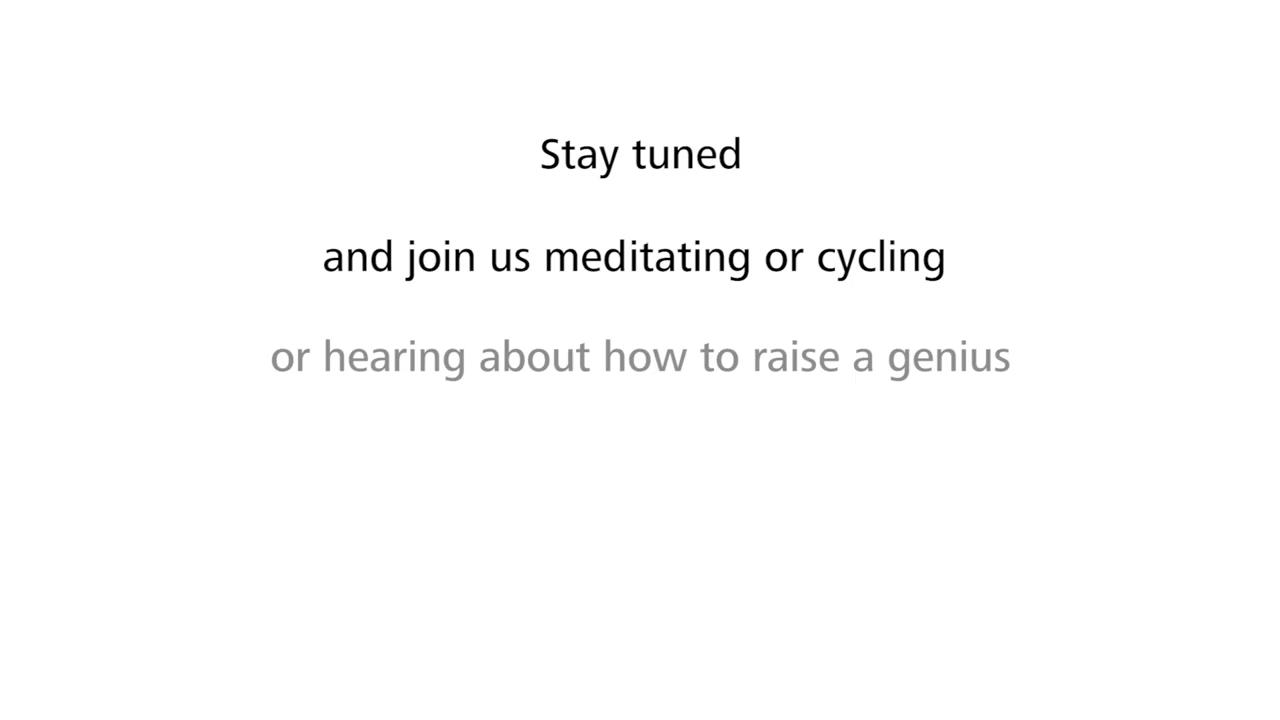 Stay tuned
and join us meditating or cycling
or hearing about how to raise a genius